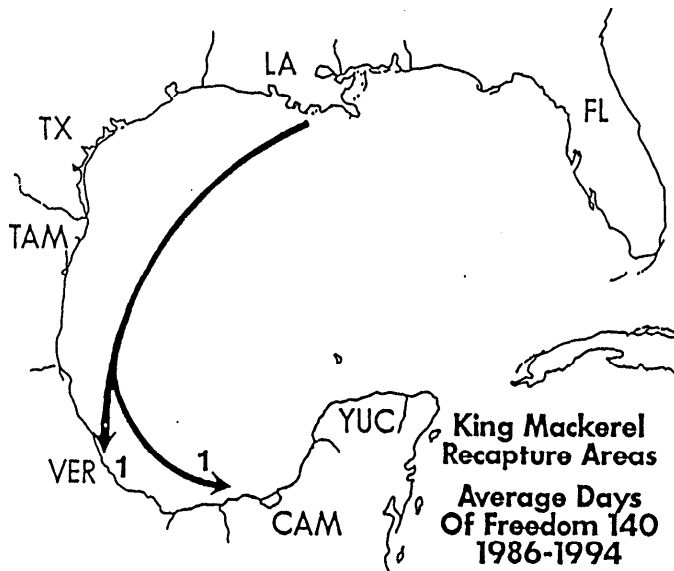 LA
TX
FL
TAM
YUC
VER 1
1
CAM
King Mackerel
Recapture Areas
Average Days
Of Freedom 140
1986-1994